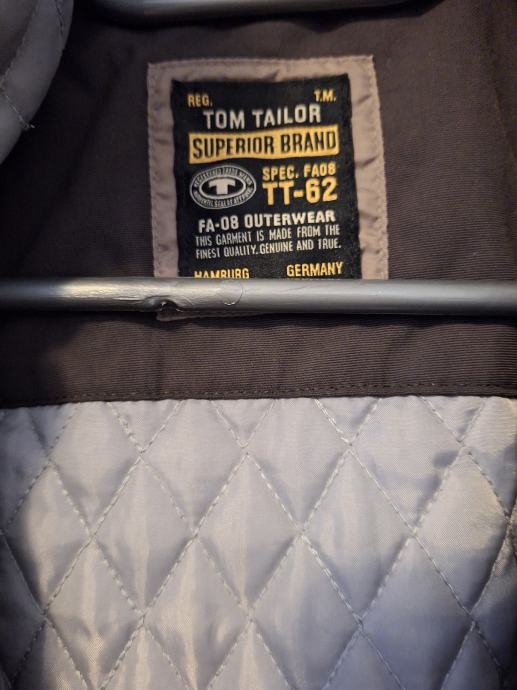 REG. T.M.
TOM TAILOR
SUPERIOR BRAND
SPEC. FA08
TT-62
FA-08 OUTERWEAR
THIS GARMENT IS MADE FROM THE
FINEST QUALITY. GENUINE AND TRUE.
HAMBURG GERMANY